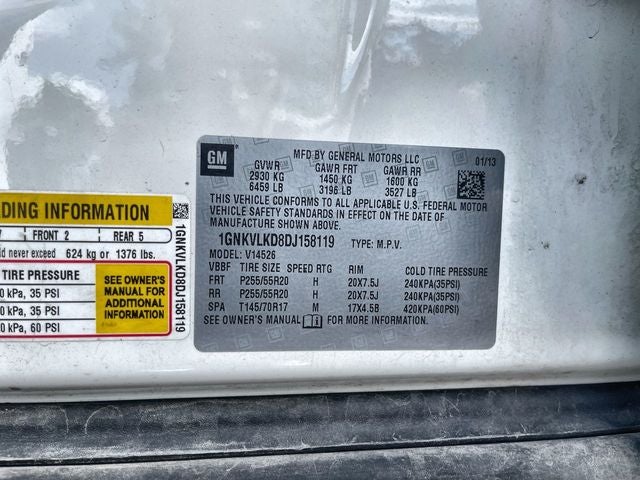 GM
MFD BY GENERAL MOTORS LLC 01/13
GVWR GAWR FRT GAWR RR
2930 KG 1450 KG 1600 KG
6459 LB 3196 LB 3527 LB
THIS VEHICLE CONFORMS TO ALL APPLICABLE U.S. FEDERAL MOTOR
VEHICLE SAFETY STANDARDS IN EFFECT ON THE DATE OF
MANUFACTURE SHOWN ABOVE.
1GNKVLKD8DJ158119 TYPE: M.P.V.
MODEL: V14526
VBBF TIRE SIZE SPEED RTG RIM COLD TIRE PRESSURE
FRT P255/55R20 H 20X7.5J 240KPA(35PSI)
RR P255/55R20 H 20X7.5J 240KPA(35PSI)
SPA T145/70R17 M 17X4.5B 420KPA(60PSI)
SEE OWNER'S MANUAL FOR MORE INFORMATION.
DING INFORMATION
FRONT 2 REAR 5
never exceed 624 kg or 1376 lbs.
TIRE PRESSURE
0 kPa, 35 PSI
0 kPa, 35 PSI
0 kPa, 60 PSI
SEE OWNER'S
MANUAL FOR
ADDITIONAL
INFORMATION
1GNKVLKD8DJ158119